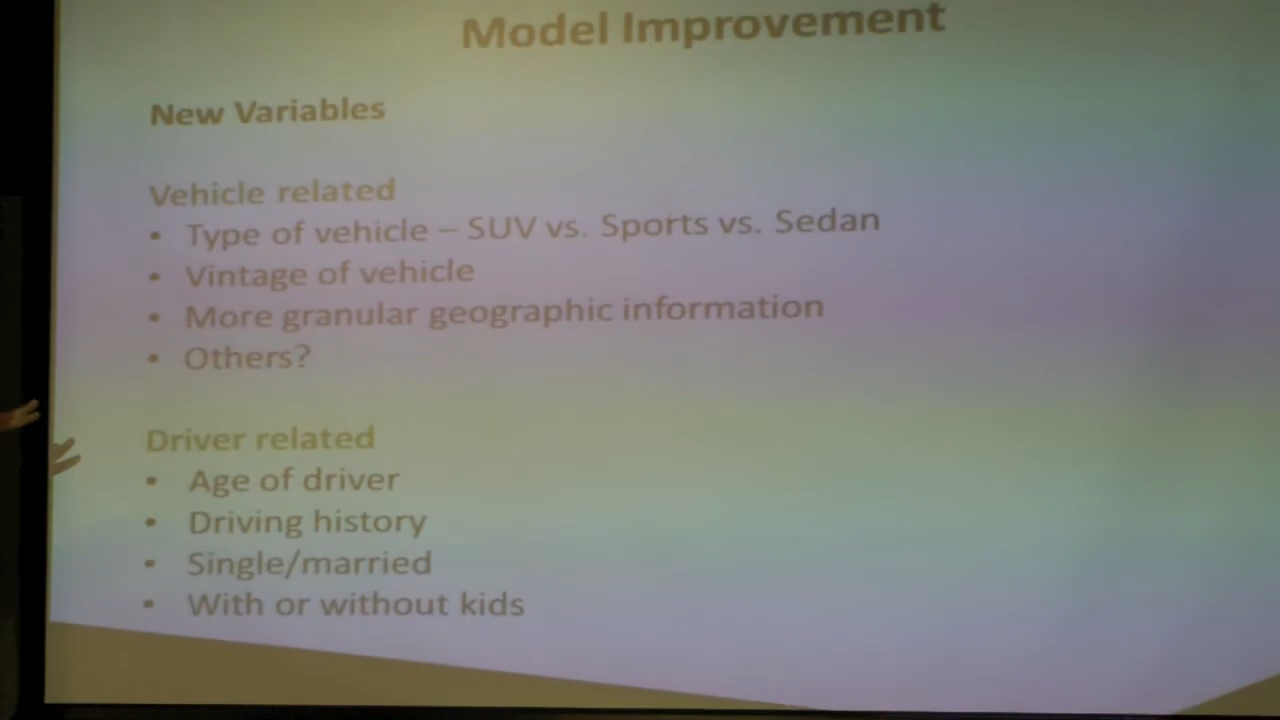 Model Improvement
New Variables
Vehicle related
• Type of vehicle – SUV vs. Sports vs. Sedan
• Vintage of vehicle
• More granular geographic information
• Others?
Driver related
• Age of driver
• Driving history
• Single/married
• With or without kids